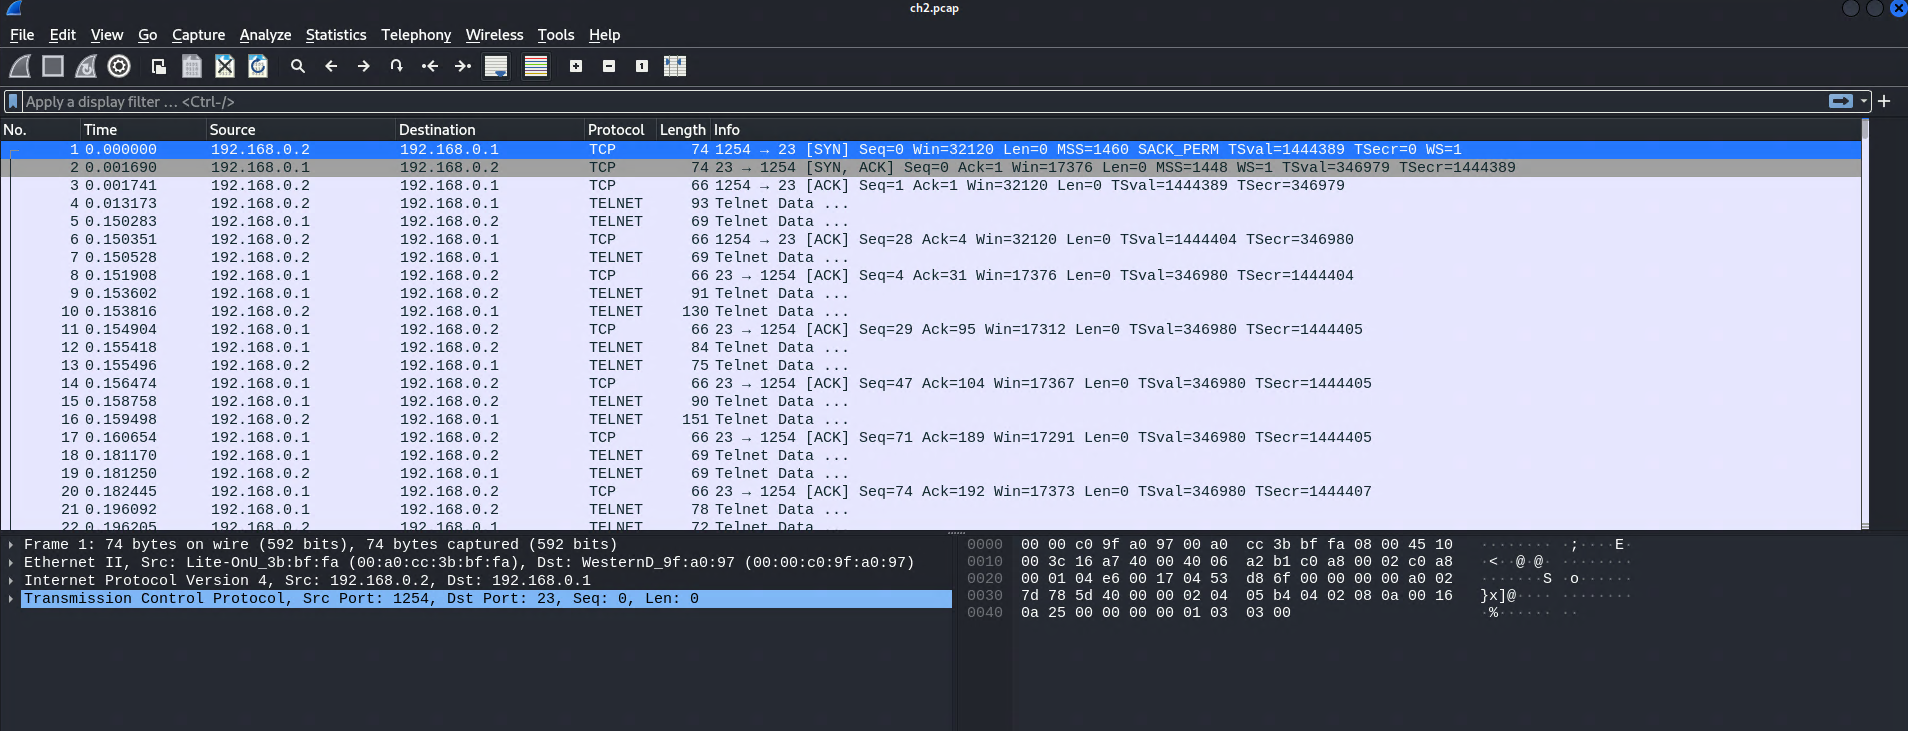 ch2.pcap
File Edit View Go Capture Analyze Statistics Telephony Wireless Tools Help
Apply a display filter … <Ctrl-/>
No. Time Source Destination Protocol Length Info
1 0.000000 192.168.0.2 192.168.0.1 TCP 74 1254 → 23 [SYN] Seq=0 Win=32120 Len=0 MSS=1460 SACK_PERM TSval=1444389 TSecr=0 WS=1
2 0.001690 192.168.0.1 192.168.0.2 TCP 74 23 → 1254 [SYN, ACK] Seq=0 Ack=1 Win=17376 Len=0 MSS=1448 WS=1 TSval=346979 TSecr=1444389
3 0.001741 192.168.0.2 192.168.0.1 TCP 66 1254 → 23 [ACK] Seq=1 Ack=1 Win=32120 Len=0 TSval=1444389 TSecr=346979
4 0.013173 192.168.0.2 192.168.0.1 TELNET 93 Telnet Data ...
5 0.150283 192.168.0.1 192.168.0.2 TELNET 69 Telnet Data ...
6 0.150351 192.168.0.2 192.168.0.1 TCP 66 1254 → 23 [ACK] Seq=28 Ack=4 Win=32120 Len=0 TSval=1444404 TSecr=346980
7 0.150528 192.168.0.2 192.168.0.1 TELNET 69 Telnet Data ...
8 0.151908 192.168.0.1 192.168.0.2 TCP 66 23 → 1254 [ACK] Seq=4 Ack=31 Win=17376 Len=0 TSval=346980 TSecr=1444404
9 0.153602 192.168.0.1 192.168.0.2 TELNET 91 Telnet Data ...
10 0.153816 192.168.0.2 192.168.0.1 TELNET 130 Telnet Data ...
11 0.154904 192.168.0.1 192.168.0.2 TCP 66 23 → 1254 [ACK] Seq=29 Ack=95 Win=17312 Len=0 TSval=346980 TSecr=1444405
12 0.155418 192.168.0.1 192.168.0.2 TELNET 84 Telnet Data ...
13 0.155496 192.168.0.2 192.168.0.1 TELNET 75 Telnet Data ...
14 0.156474 192.168.0.1 192.168.0.2 TCP 66 23 → 1254 [ACK] Seq=47 Ack=104 Win=17367 Len=0 TSval=346980 TSecr=1444405
15 0.158758 192.168.0.1 192.168.0.2 TELNET 90 Telnet Data ...
16 0.159498 192.168.0.2 192.168.0.1 TELNET 151 Telnet Data ...
17 0.160654 192.168.0.1 192.168.0.2 TCP 66 23 → 1254 [ACK] Seq=71 Ack=189 Win=17291 Len=0 TSval=346980 TSecr=1444405
18 0.181170 192.168.0.1 192.168.0.2 TELNET 69 Telnet Data ...
19 0.181250 192.168.0.2 192.168.0.1 TELNET 69 Telnet Data ...
20 0.182445 192.168.0.1 192.168.0.2 TCP 66 23 → 1254 [ACK] Seq=74 Ack=192 Win=17373 Len=0 TSval=346980 TSecr=1444407
21 0.196092 192.168.0.1 192.168.0.2 TELNET 78 Telnet Data ...
22 0.196205 192.168.0.2 192.168.0.1 TELNET 72 Telnet Data ...
Frame 1: 74 bytes on wire (592 bits), 74 bytes captured (592 bits)
Ethernet II, Src: Lite-OnU_3b:bf:fa (00:a0:cc:3b:bf:fa), Dst: WesternD_9f:a0:97 (00:00:c0:9f:a0:97)
Internet Protocol Version 4, Src: 192.168.0.2, Dst: 192.168.0.1
Transmission Control Protocol, Src Port: 1254, Dst Port: 23, Seq: 0, Len: 0
0000 00 00 c0 9f a0 97 00 a0 cc 3b bf fa 08 00 45 10 ········ ·;····E·
0010 00 3c 16 a7 40 00 40 06 a2 b1 c0 a8 00 02 c0 a8 ·<··@·@· ········
0020 00 01 04 e6 00 17 04 53 d8 6f 00 00 00 00 a0 02 ·······S ·o······
0030 7d 78 5d 40 00 00 02 04 05 b4 04 02 08 0a 00 16 }x]@···· ········
0040 0a 25 00 00 00 00 01 03 03 00 ·%······ ··